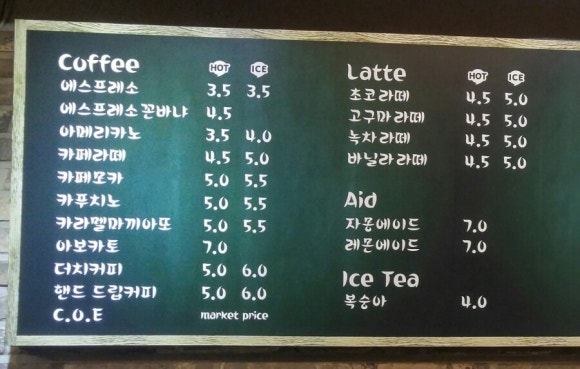 Coffee HOT ICE
에스프레소 3.5 3.5
에스프레소 꼰바냐 4.5
아메리카노 3.5 4.0
카페라떼 4.5 5.0
카페모카 5.0 5.5
카푸치노 5.0 5.5
카라멜마끼아또 5.0 5.5
아보카토 7.0
더치커피 5.0 6.0
핸드 드립커피 5.0 6.0
C.O.E market price
Latte HOT ICE
초코라떼 4.5 5.0
고구마라떼 4.5 5.0
녹차라떼 4.5 5.0
바닐라라떼 4.5 5.0
Aid
자몽에이드 7.0
레몬에이드 7.0
Ice Tea
복숭아 4.0